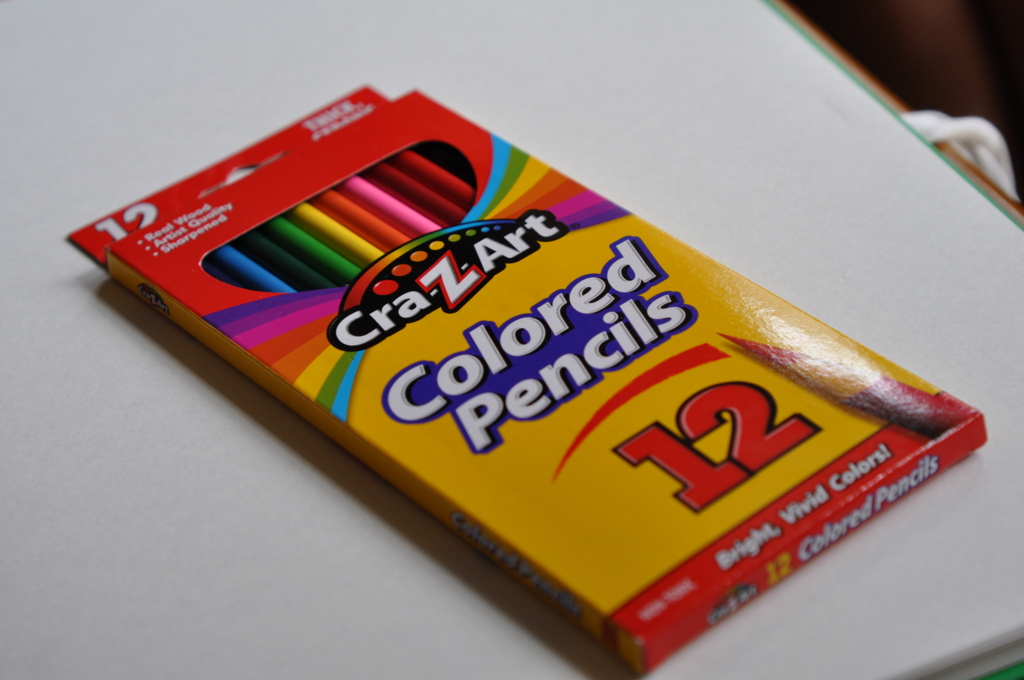 12
• Real Wood
• Artist Quality
• Sharpened
Cra-Z-Art
Colored
Pencils
12
Bright, Vivid Colors!
12 Colored Pencils
Colored Pencils